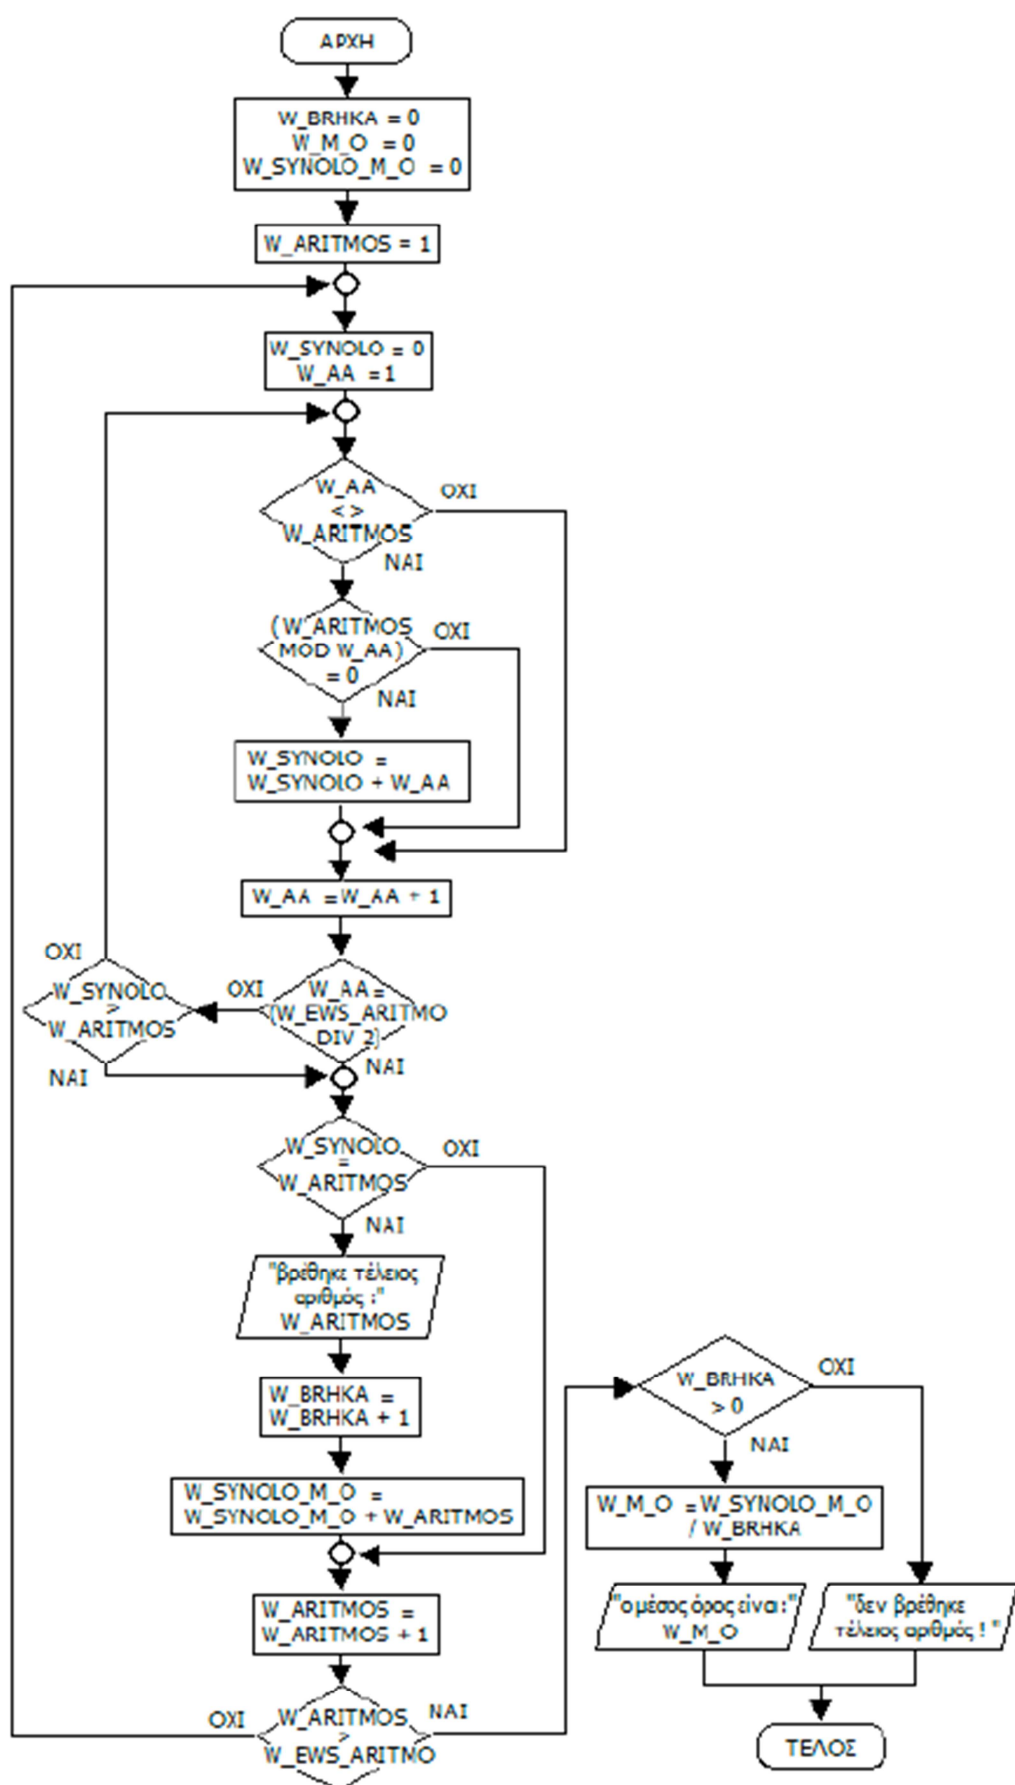 ΑΡΧΗ
W_BRHKA = 0
W_M_O = 0
W_SYNOLO_M_O = 0
W_ARITMOS = 1
W_SYNOLO = 0
W_AA = 1
W_AA
< >
W_ARITMOS
ΟΧΙ
ΝΑΙ
( W_ARITMOS
MOD W_AA )
= 0
ΟΧΙ
ΝΑΙ
W_SYNOLO =
W_SYNOLO + W_AA
W_AA = W_AA + 1
W_AA =
(W_EWS_ARITMO
DIV 2)
ΟΧΙ
ΝΑΙ
W_SYNOLO
>
W_ARITMOS
ΟΧΙ
ΝΑΙ
W_SYNOLO
=
W_ARITMOS
ΟΧΙ
ΝΑΙ
"βρέθηκε τέλειος
αριθμός :"
W_ARITMOS
W_BRHKA =
W_BRHKA + 1
W_SYNOLO_M_O =
W_SYNOLO_M_O + W_ARITMOS
W_ARITMOS =
W_ARITMOS + 1
W_ARITMOS
>
W_EWS_ARITMO
ΟΧΙ
ΝΑΙ
W_BRHKA
> 0
ΟΧΙ
ΝΑΙ
W_M_O = W_SYNOLO_M_O
/ W_BRHKA
"ο μέσος όρος είναι :"
W_M_O
"δεν βρέθηκε
τέλειος αριθμός ! "
ΤΕΛΟΣ